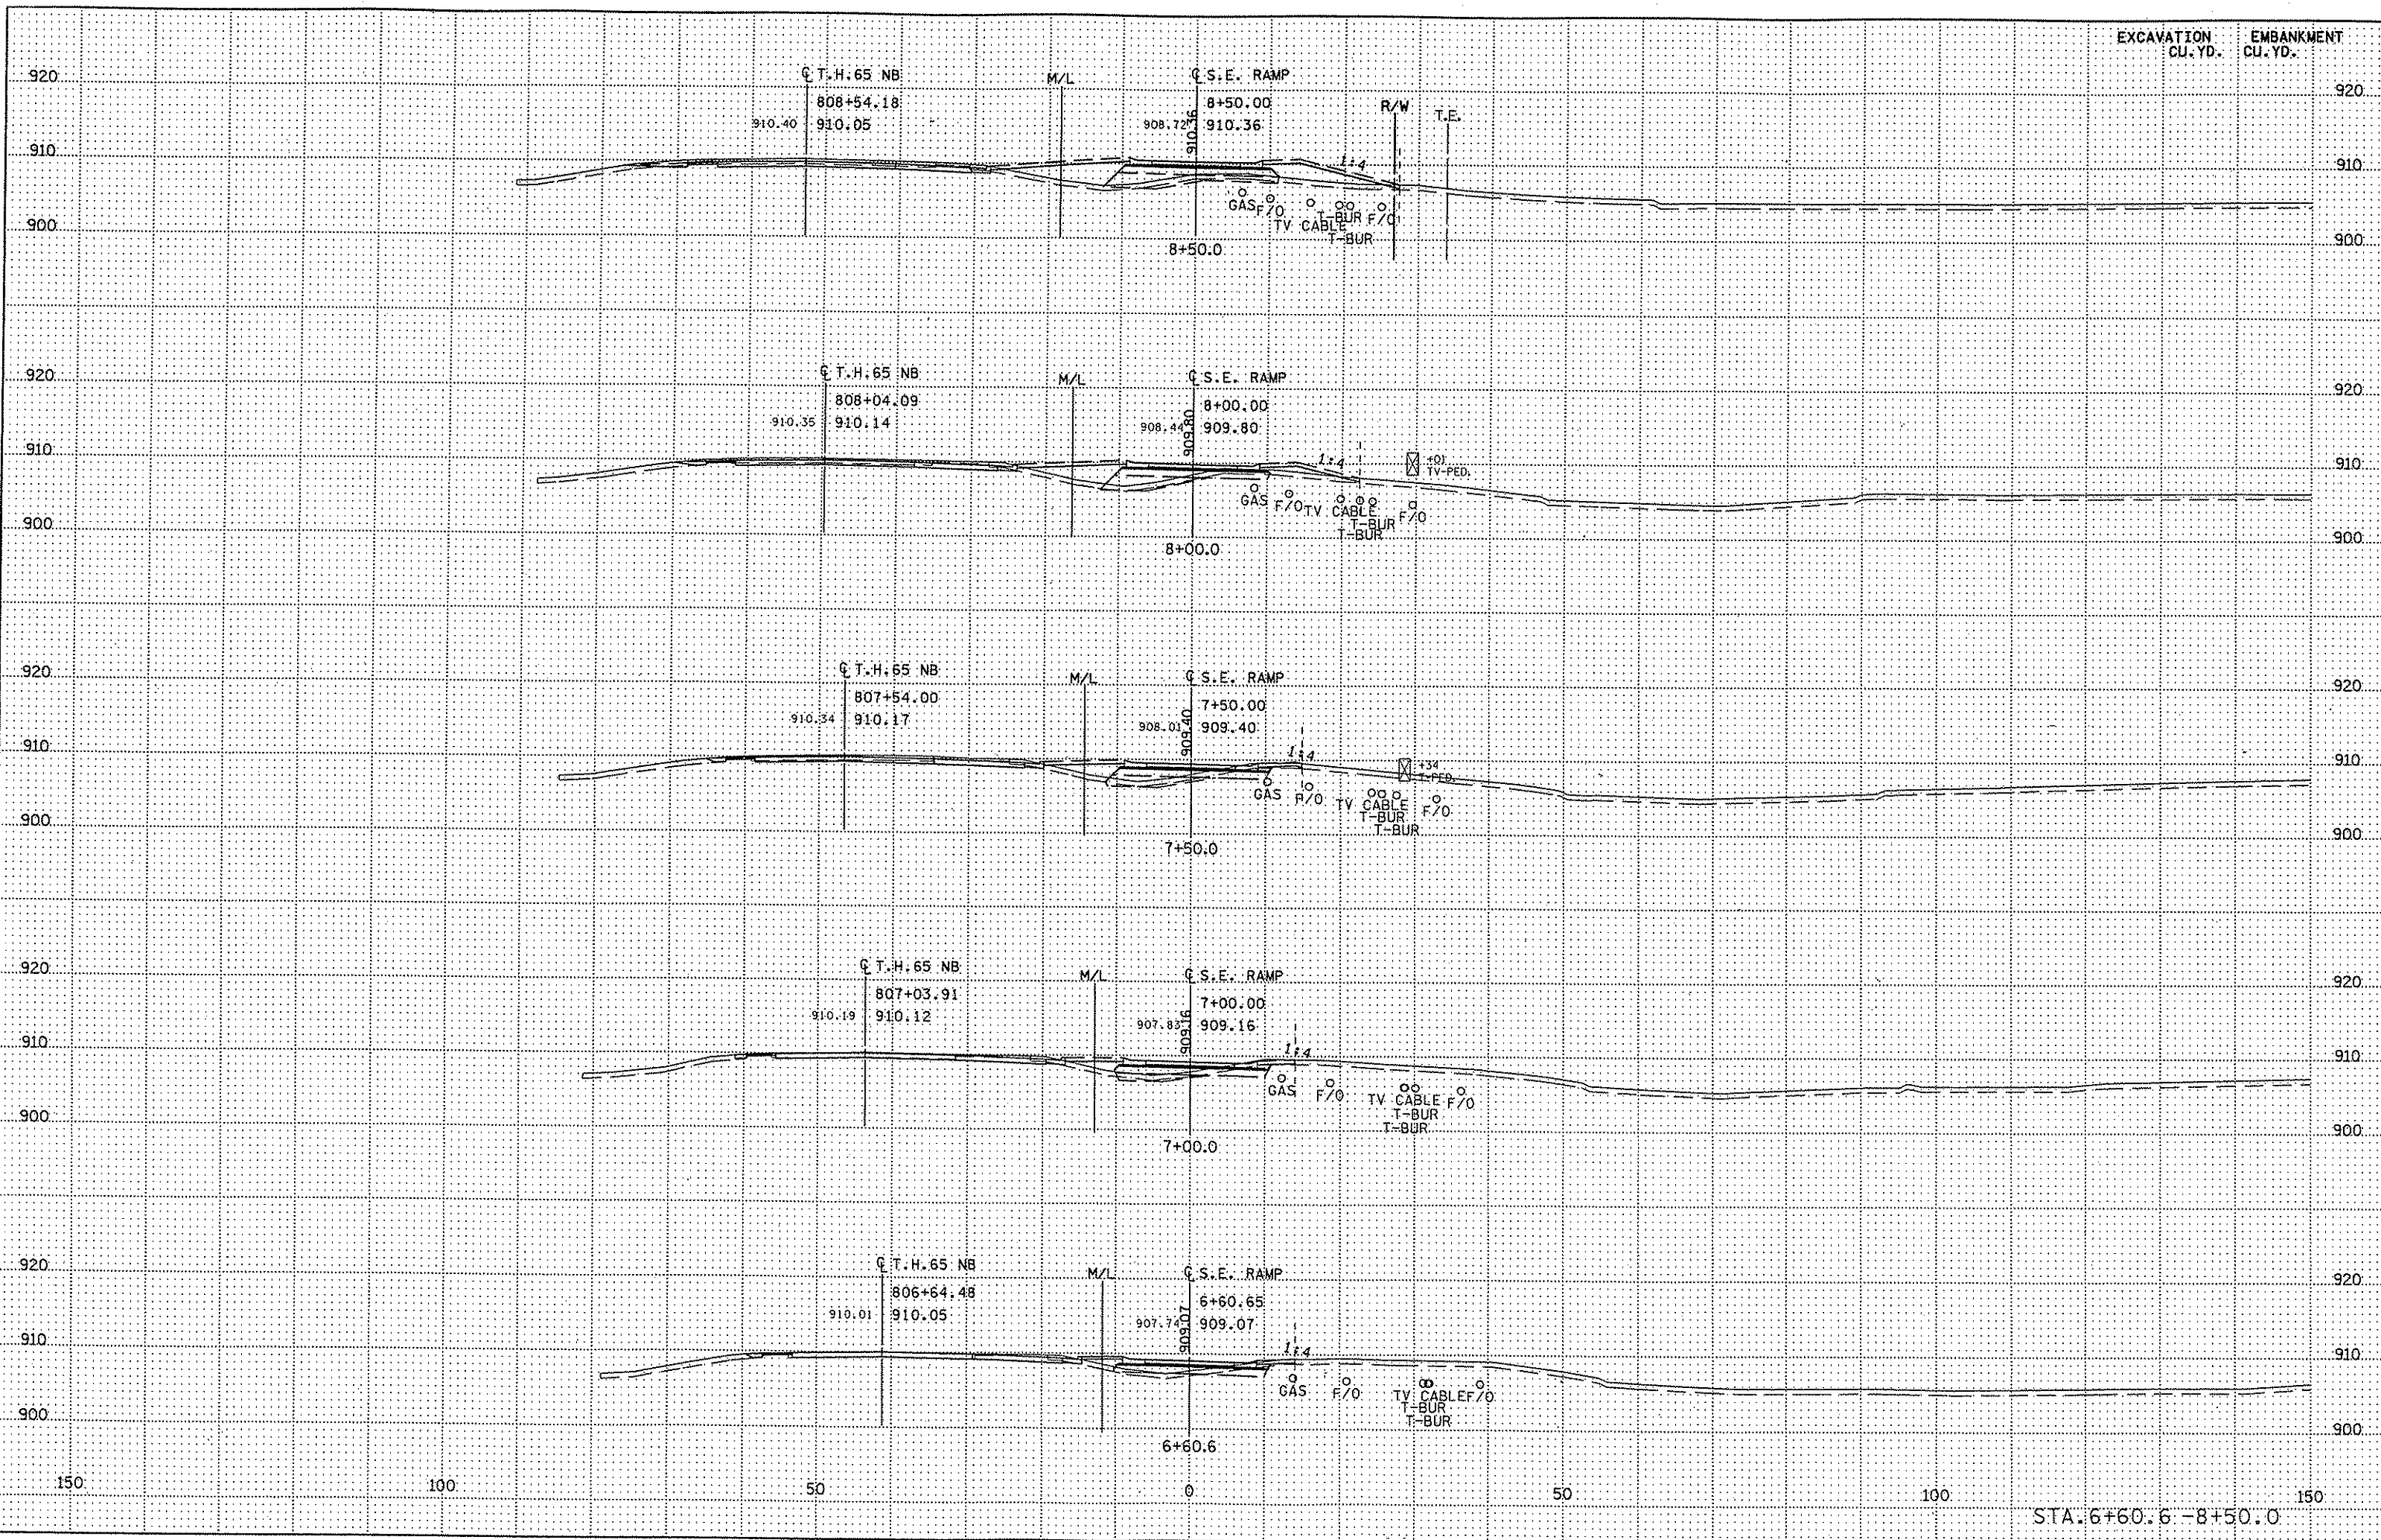 EXCAVATION EMBANKMENT
CU.YD. CU.YD.
920 ℄ T.H.65 NB M/L ℄ S.E. RAMP 920
808+54.18 8+50.00 R/W T.E.
910.40 910.05 908.72 910.36 910.36
910 1:4 910
GAS F/O T-BUR F/O
TV CABLE
T-BUR
900 8+50.0 900
920 ℄ T.H.65 NB M/L ℄ S.E. RAMP 920
808+04.09 8+00.00
910.35 910.14 908.44 909.80 909.80
910 1:4 +01 910
TV-PED.
GAS F/O TV CABLE F/O
T-BUR
T-BUR
900 8+00.0 900
920 ℄ T.H.65 NB M/L ℄ S.E. RAMP 920
807+54.00 7+50.00
910.34 910.17 908.01 909.40 909.40
910 1:4 +34 910
T-PED.
GAS F/O TV CABLE F/O
T-BUR
T-BUR
900 7+50.0 900
920 ℄ T.H.65 NB M/L ℄ S.E. RAMP 920
807+03.91 7+00.00
910.19 910.12 907.83 909.16 909.16
910 1:4 910
GAS F/O TV CABLE F/O
T-BUR
T-BUR
900 7+00.0 900
920 ℄ T.H.65 NB M/L ℄ S.E. RAMP 920
806+64.48 6+60.65
910.01 910.05 907.74 909.07 909.07
910 1:4 910
GAS F/O TV CABLE F/O
T-BUR
T-BUR
900 6+60.6 900
150 100 50 0 50 100 150
STA.6+60.6 -8+50.0